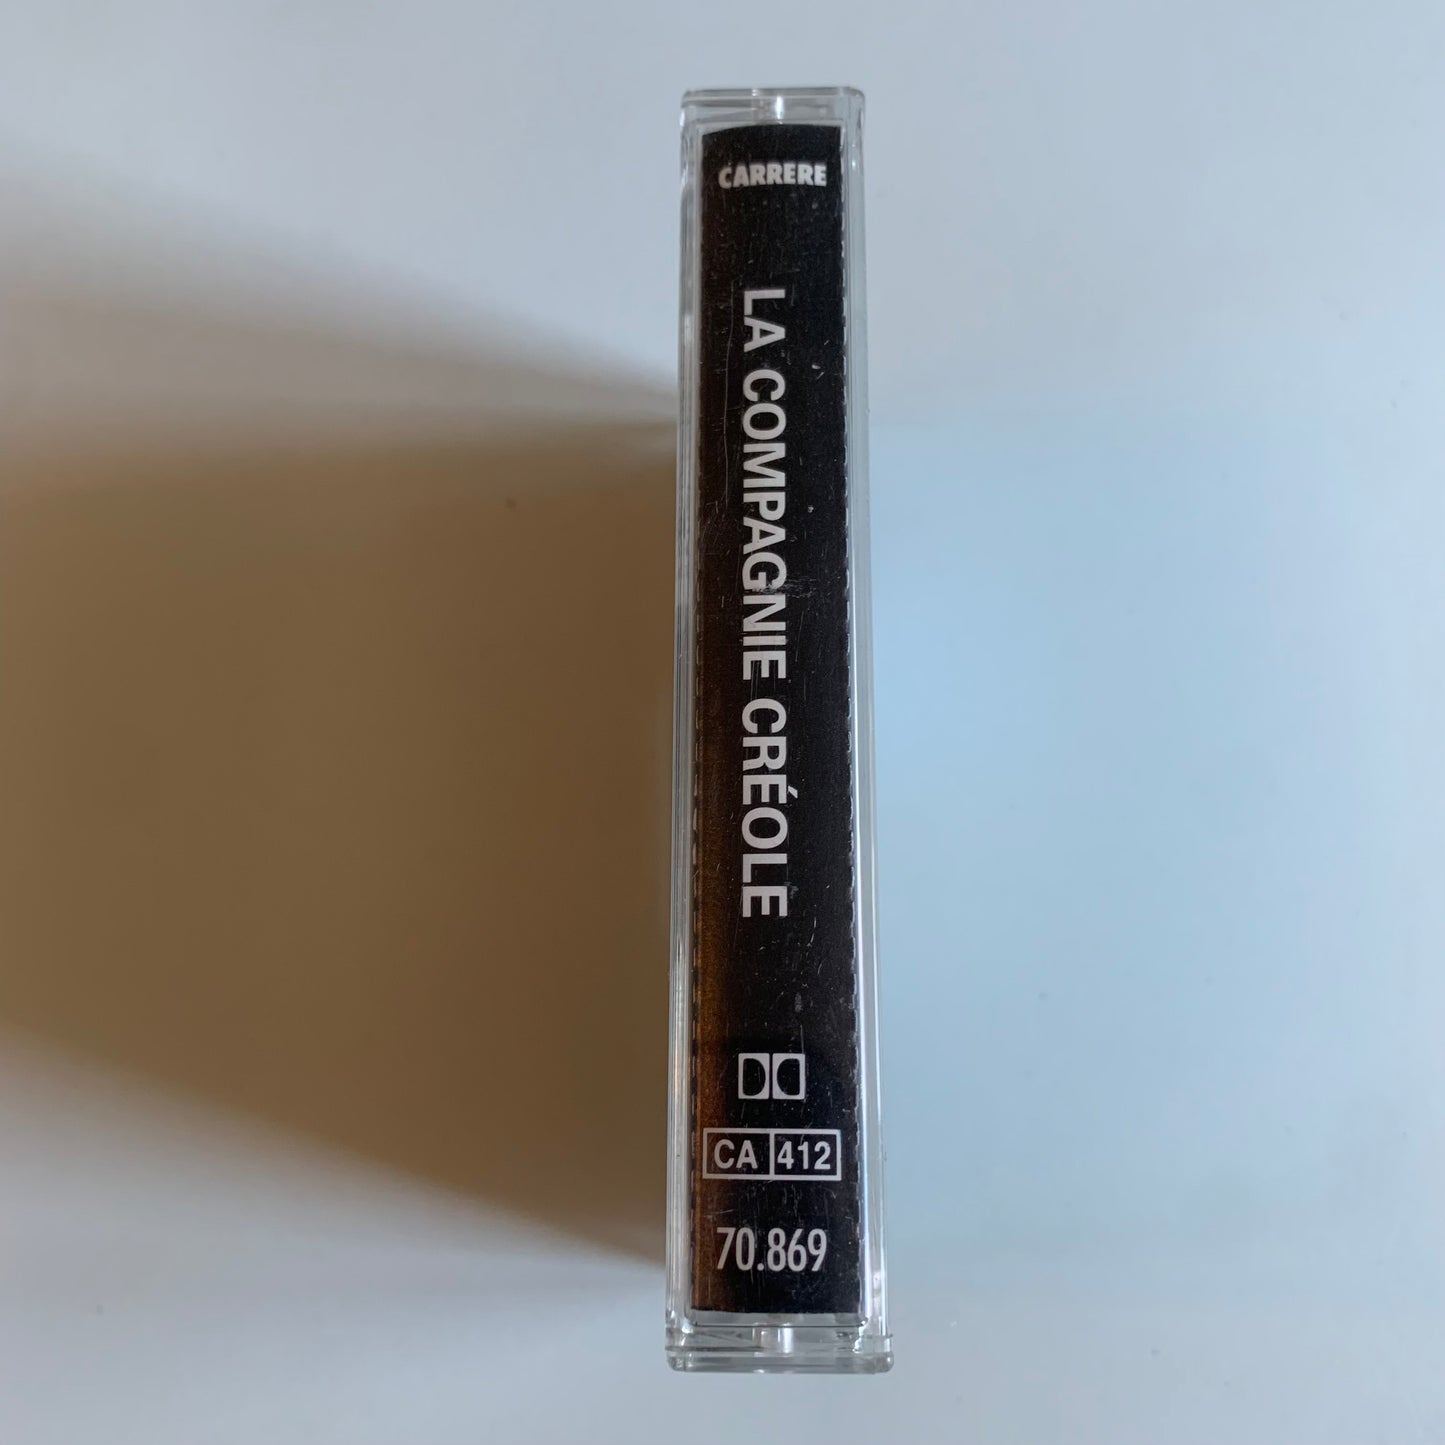 CARRERE
LA COMPAGNIE CRÉOLE
CA 412
70.869